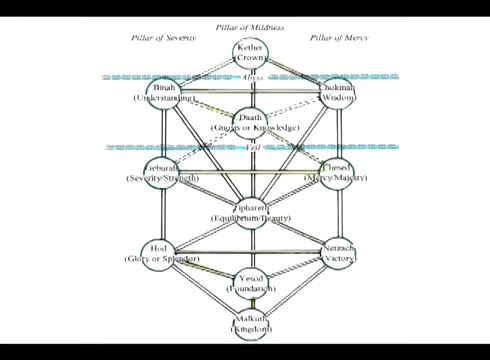 Pillar of Mildness
Pillar of Severity
Pillar of Mercy
Kether
Crown
Abyss
Binah
(Understanding)
Chokmah
Wisdom
Daath
(Gnosis or Knowledge)
Veil
Geburah
(Severity/Strength)
Chesed
(Mercy/Majesty)
Tiphareth
(Equilibrium/Beauty)
Hod
(Glory or Splendor)
Netzach
Victory
Yesod
(Foundation)
Malkuth
(Kingdom)